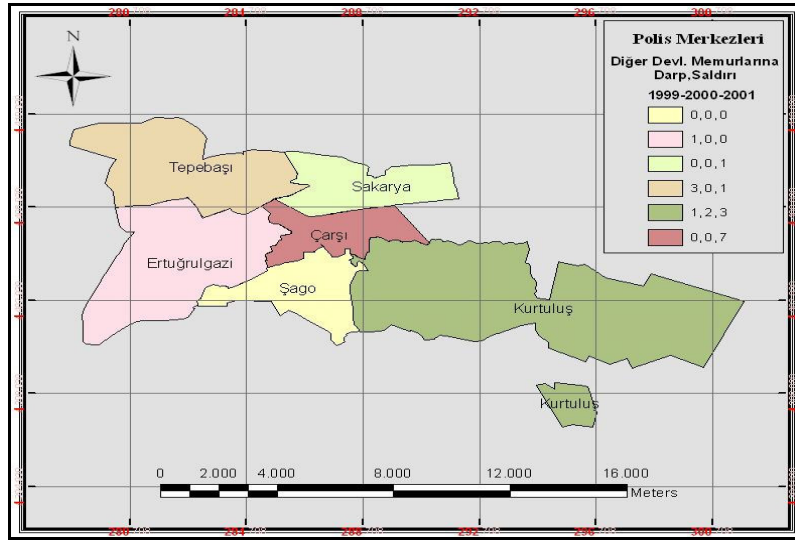 280 284 288 292 296 300
N
Polis Merkezleri
Diğer Devl. Memurlarına
Darp,Saldırı
1999-2000-2001
0,0,0
1,0,0
0,0,1
3,0,1
1,2,3
0,0,7
Tepebaşı
Sakarya
Çarşı
Ertuğrulgazi
Şago
Kurtuluş
Kurtuluş
0 2.000 4.000 8.000 12.000 16.000
Meters
280 284 288 292 296 300